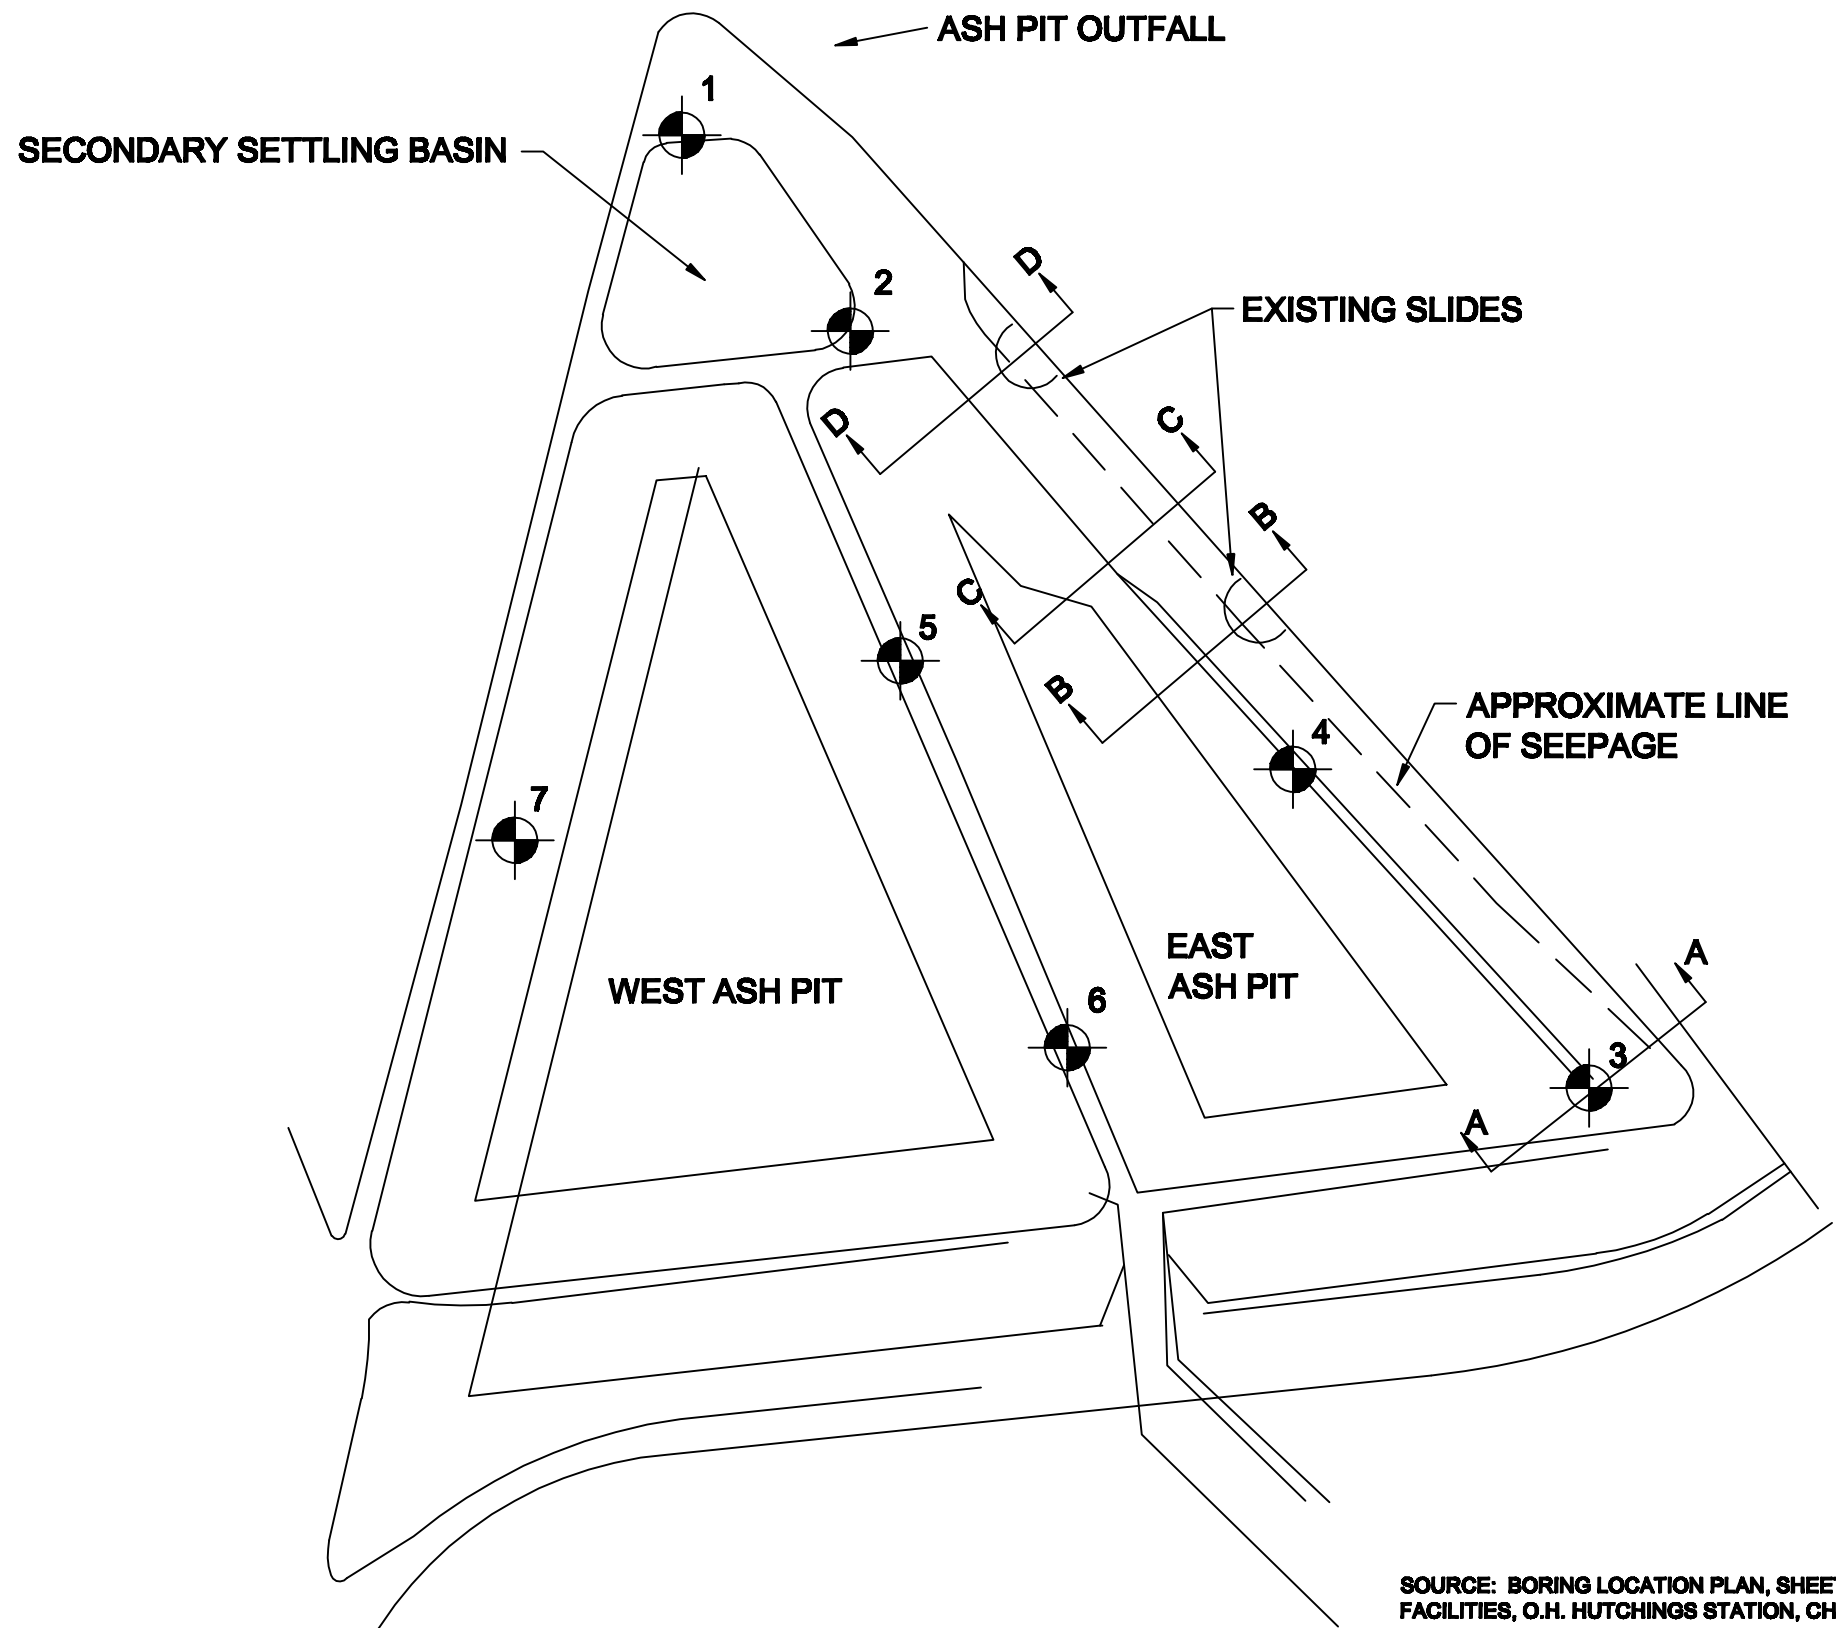 ASH PIT OUTFALL
1
SECONDARY SETTLING BASIN
D
2
EXISTING SLIDES
D
C
B
C
5
B
APPROXIMATE LINE
OF SEEPAGE
4
7
EAST
ASH PIT
A
WEST ASH PIT
6
3
A
SOURCE: BORING LOCATION PLAN, SHEET
FACILITIES, O.H. HUTCHINGS STATION, CH